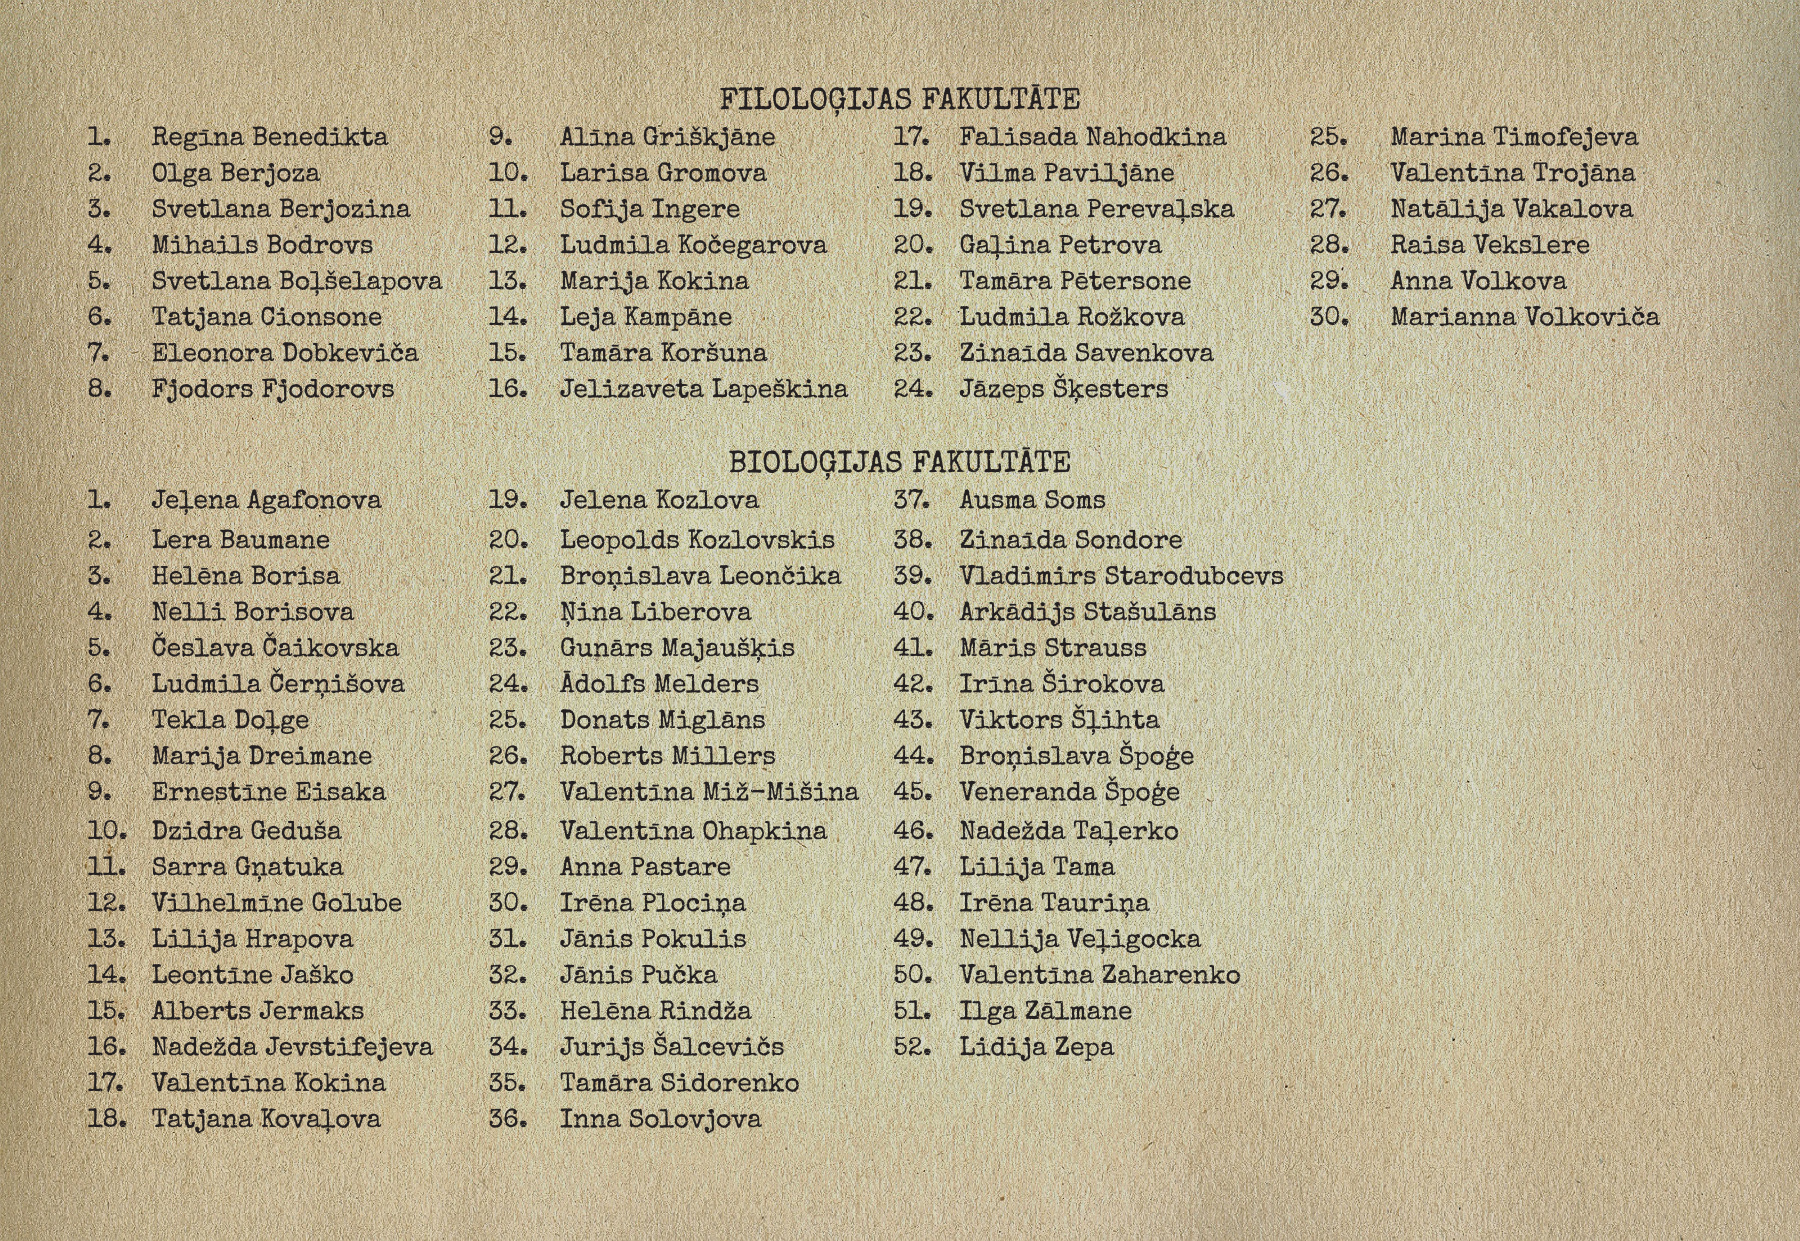 FILOLOĢIJAS FAKULTĀTE
1. Regīna Benedikta
2. Olga Berjoza
3. Svetlana Berjozina
4. Mihails Bodrovs
5. Svetlana Boļšelapova
6. Tatjana Cionsone
7. Eleonora Dobkeviča
8. Fjodors Fjodorovs
9. Alīna Griškjāne
10. Larisa Gromova
11. Sofija Ingere
12. Ludmila Kočegarova
13. Marija Kokina
14. Leja Kampāne
15. Tamāra Koršuna
16. Jelizaveta Lapeškina
17. Falisada Nahodkina
18. Vilma Paviljāne
19. Svetlana Perevaļska
20. Gaļina Petrova
21. Tamāra Pētersone
22. Ludmila Rožkova
23. Zinaīda Savenkova
24. Jāzeps Šķesters
25. Marina Timofejeva
26. Valentīna Trojāna
27. Natālija Vakalova
28. Raisa Vekslere
29. Anna Volkova
30. Marianna Volkoviča
BIOLOĢIJAS FAKULTĀTE
1. Jeļena Agafonova
2. Lera Baumane
3. Helēna Borisa
4. Nelli Borisova
5. Česlava Čaikovska
6. Ludmila Čerņišova
7. Tekla Doļge
8. Marija Dreimane
9. Ernestīne Eisaka
10. Dzidra Geduša
11. Sarra Gņatuka
12. Vilhelmīne Golube
13. Lilija Hrapova
14. Leontīne Jaško
15. Alberts Jermaks
16. Nadežda Jevstifejeva
17. Valentīna Kokina
18. Tatjana Kovaļova
19. Jelena Kozlova
20. Leopolds Kozlovskis
21. Broņislava Leončika
22. Ņina Liberova
23. Gunārs Majaušķis
24. Ādolfs Melders
25. Donats Miglāns
26. Roberts Millers
27. Valentīna Miž-Mišina
28. Valentīna Ohapkina
29. Anna Pastare
30. Irēna Plociņa
31. Jānis Pokulis
32. Jānis Pučka
33. Helēna Rindža
34. Jurijs Šalcevičs
35. Tamāra Sidorenko
36. Inna Solovjova
37. Ausma Soms
38. Zinaīda Sondore
39. Vladimirs Starodubcevs
40. Arkādijs Stašulāns
41. Māris Strauss
42. Irīna Širokova
43. Viktors Šļihta
44. Broņislava Špoģe
45. Veneranda Špoģe
46. Nadežda Taļerko
47. Lilija Tama
48. Irēna Tauriņa
49. Nellija Veļigocka
50. Valentīna Zaharenko
51. Ilga Zālmane
52. Lidija Zepa